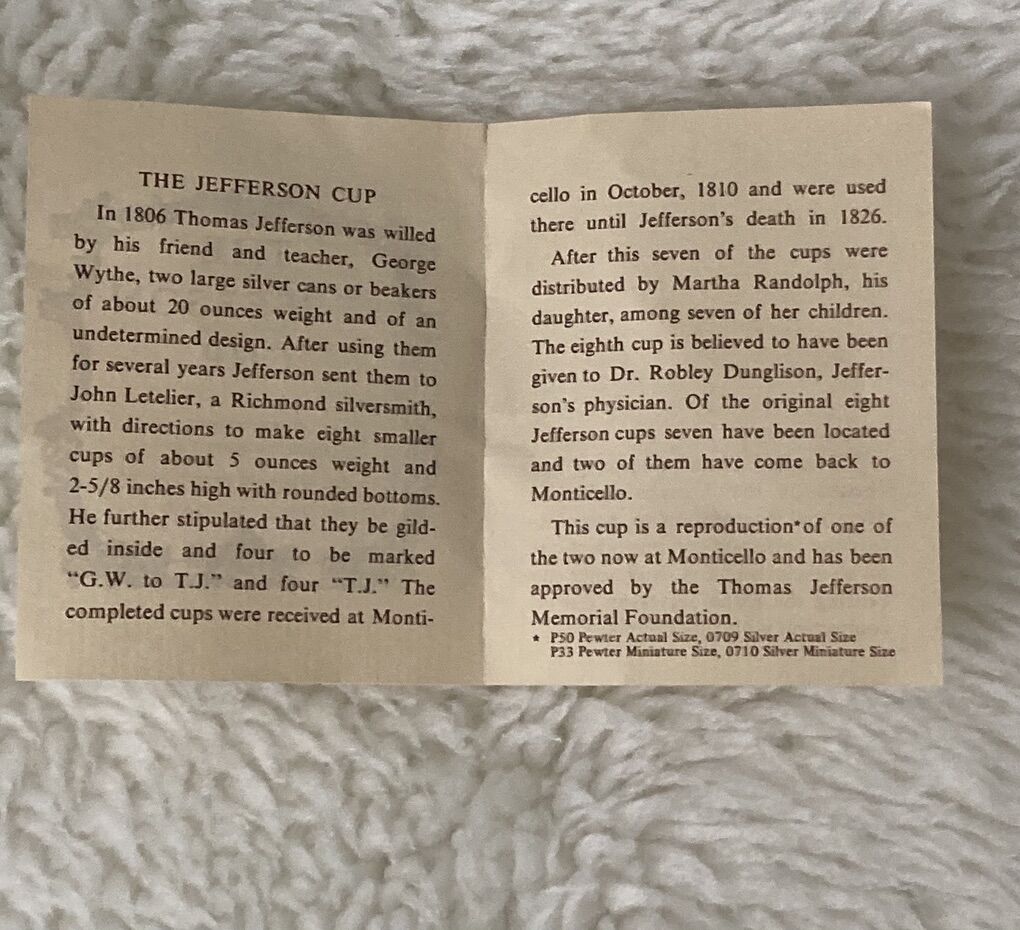 THE JEFFERSON CUP
In 1806 Thomas Jefferson was willed
by his friend and teacher, George
Wythe, two large silver cans or beakers
of about 20 ounces weight and of an
undetermined design. After using them
for several years Jefferson sent them to
John Letelier, a Richmond silversmith,
with directions to make eight smaller
cups of about 5 ounces weight and
2-5/8 inches high with rounded bottoms.
He further stipulated that they be gild-
ed inside and four to be marked
“G.W. to T.J.” and four “T.J.” The
completed cups were received at Monti-
cello in October, 1810 and were used
there until Jefferson’s death in 1826.
After this seven of the cups were
distributed by Martha Randolph, his
daughter, among seven of her children.
The eighth cup is believed to have been
given to Dr. Robley Dunglison, Jeffer-
son’s physician. Of the original eight
Jefferson cups seven have been located
and two of them have come back to
Monticello.
This cup is a reproduction* of one of
the two now at Monticello and has been
approved by the Thomas Jefferson
Memorial Foundation.
* P50 Pewter Actual Size, 0709 Silver Actual Size
P33 Pewter Miniature Size, 0710 Silver Miniature Size